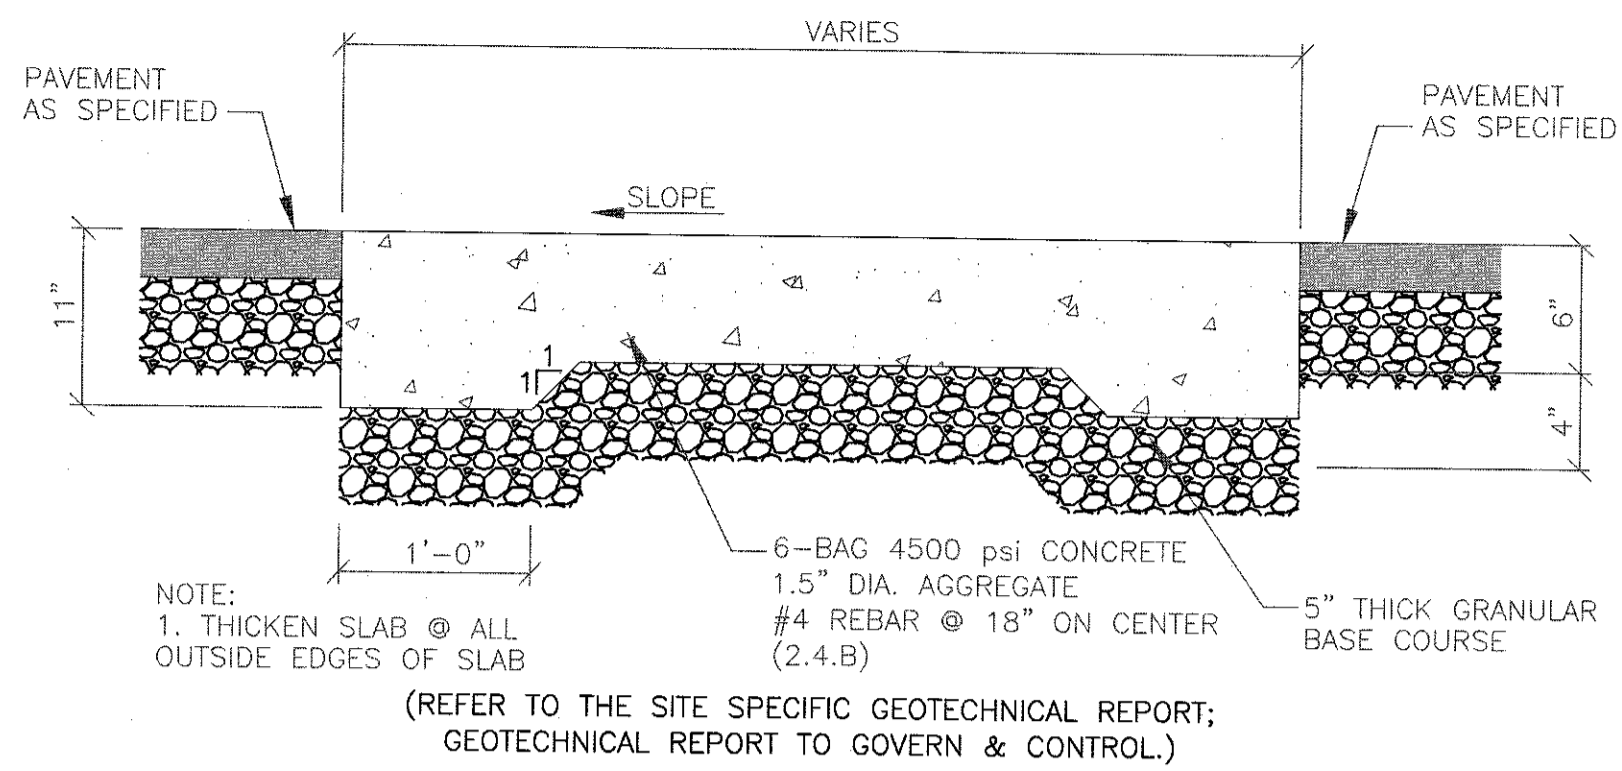 VARIES
PAVEMENT
AS SPECIFIED
PAVEMENT
AS SPECIFIED
SLOPE
11"
6"
1
1
4"
1'-0"
6-BAG 4500 psi CONCRETE
1.5" DIA. AGGREGATE
#4 REBAR @ 18" ON CENTER
(2.4.B)
5" THICK GRANULAR
BASE COURSE
NOTE:
1. THICKEN SLAB @ ALL
OUTSIDE EDGES OF SLAB
(REFER TO THE SITE SPECIFIC GEOTECHNICAL REPORT;
GEOTECHNICAL REPORT TO GOVERN & CONTROL.)